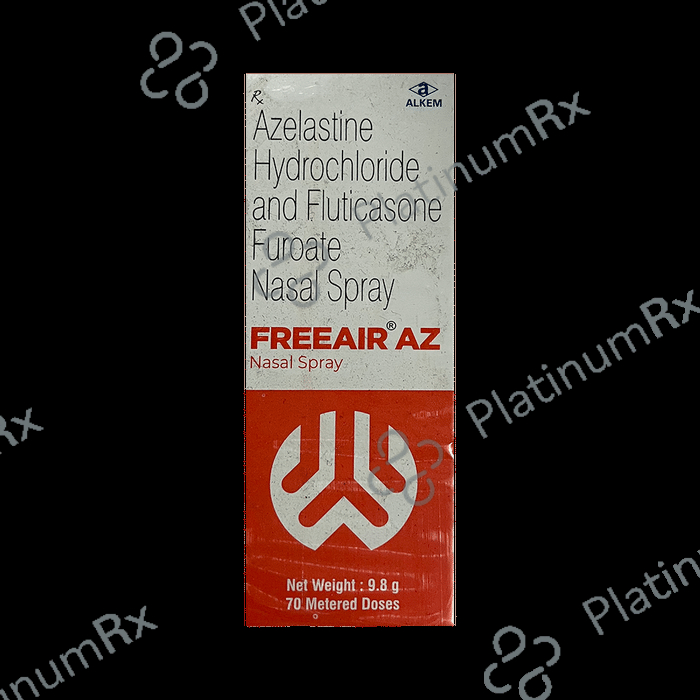 PlatinumRx
Rx
ALKEM
Azelastine
Hydrochloride
and Fluticasone
Furoate
Nasal Spray
FREEAIR® AZ
Nasal Spray
Net Weight : 9.8 g
70 Metered Doses
PlatinumRx
PlatinumRx
PlatinumRx
PlatinumRx